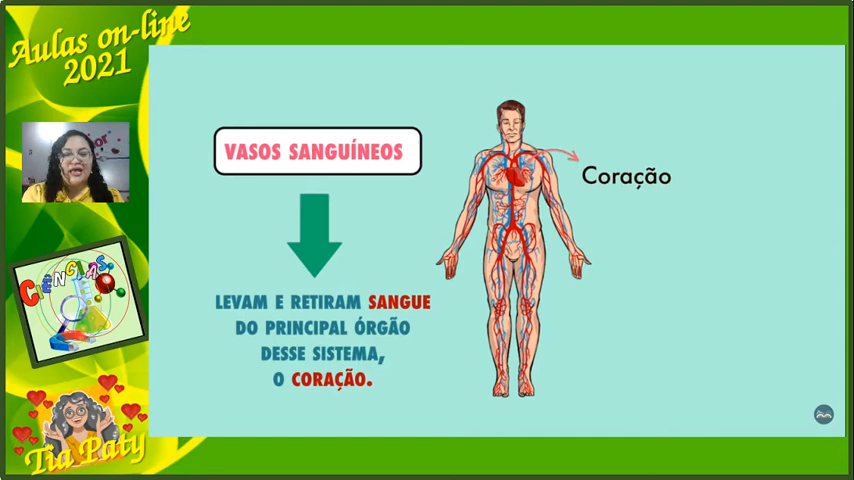 Aulas on-line
2021
VASOS SANGUÍNEOS
Coração
LEVAM E RETIRAM SANGUE
DO PRINCIPAL ÓRGÃO
DESSE SISTEMA,
O CORAÇÃO.
CIÊNCIAS
Tia Paty